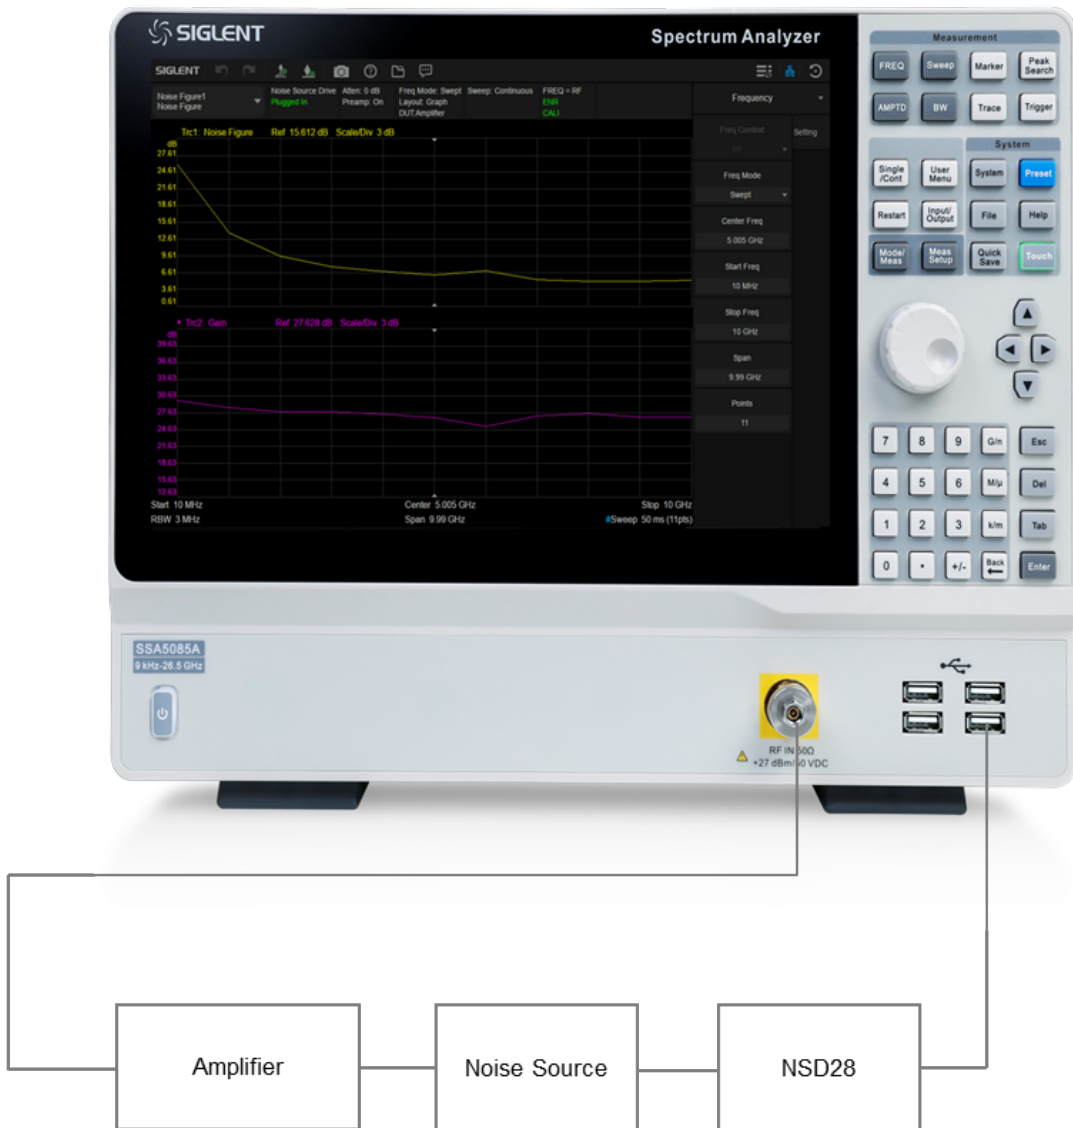 SIGLENT
Spectrum Analyzer
SIGLENT
Noise Figure1
Noise Figure
Noise Source Drive
Plugged In
Atten: 0 dB
Preamp: On
Freq Mode: Swept
Layout: Graph
DUT:Amplifier
Sweep: Continuous
FREQ = RF
ENR
CALI
Trc1: Noise Figure Ref 15.612 dB Scale/Div 3 dB
dB
27.61
24.61
21.61
18.61
15.61
12.61
9.61
6.61
3.61
0.61
Trc2: Gain Ref 27.628 dB Scale/Div 3 dB
dB
39.63
36.63
33.63
30.63
27.63
24.63
21.63
18.63
15.63
12.63
Start 10 MHz Center 5.005 GHz Stop 10 GHz
RBW 3 MHz Span 9.99 GHz #Sweep 50 ms (11pts)
Frequency
Freq Context
RF
Setting
Freq Mode
Swept
Center Freq
5.005 GHz
Start Freq
10 MHz
Stop Freq
10 GHz
Span
9.99 GHz
Points
11
Measurement
FREQ Sweep Marker Peak Search
AMPTD BW Trace Trigger
System
Single /Cont User Menu System Preset
Restart Input/ Output File Help
Mode/ Meas Meas Setup Quick Save Touch
7 8 9 G/n Esc
4 5 6 M/µ Del
1 2 3 k/m Tab
0 • +/- Back Enter
SSA5085A
9 kHz-26.5 GHz
RF IN 50Ω
+27 dBm/50 VDC
Amplifier
Noise Source
NSD28